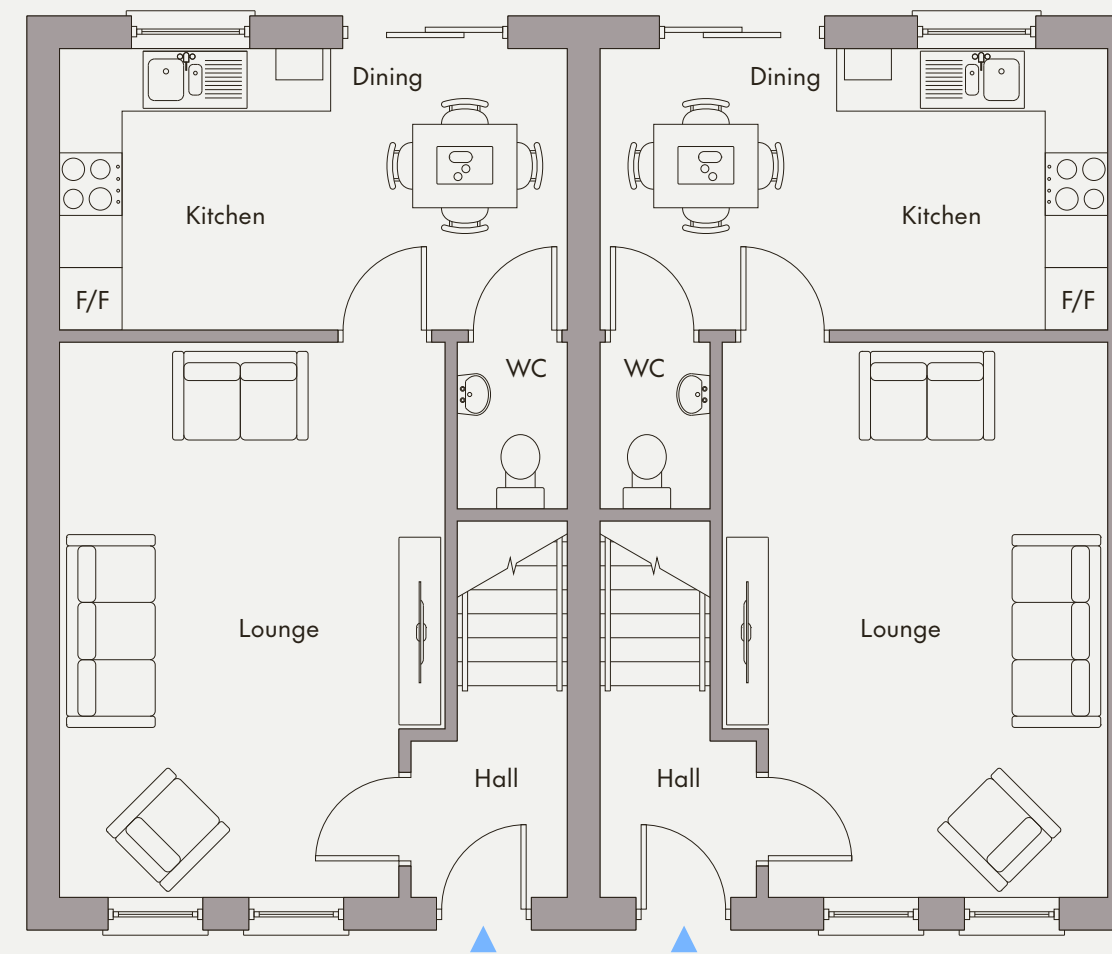 Dining
Dining
Kitchen
Kitchen
F/F
F/F
WC
WC
Lounge
Lounge
Hall
Hall